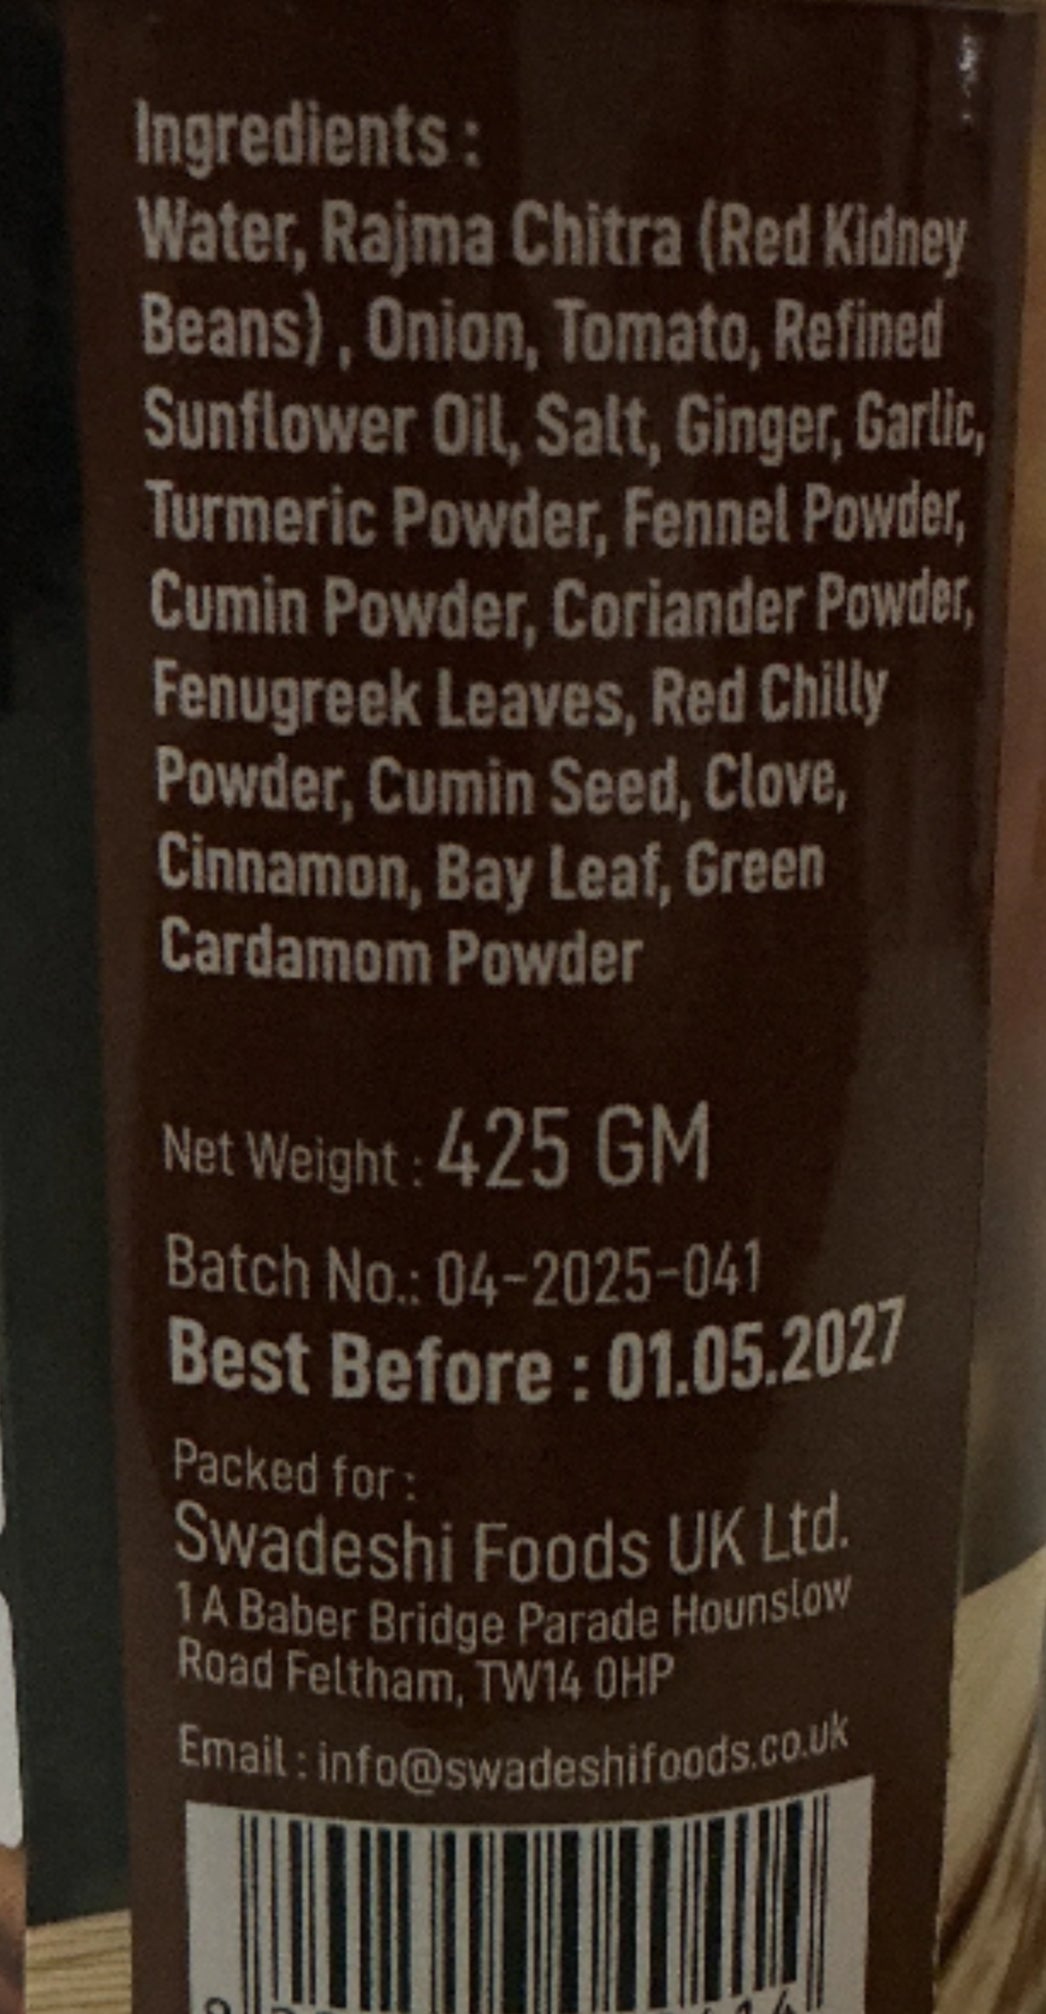 Ingredients :
Water, Rajma Chitra (Red Kidney
Beans) , Onion, Tomato, Refined
Sunflower Oil, Salt, Ginger, Garlic,
Turmeric Powder, Fennel Powder,
Cumin Powder, Coriander Powder,
Fenugreek Leaves, Red Chilly
Powder, Cumin Seed, Clove,
Cinnamon, Bay Leaf, Green
Cardamom Powder
Net Weight : 425 GM
Batch No.: 04-2025-041
Best Before : 01.05.2027
Packed for :
Swadeshi Foods UK Ltd.
1 A Baber Bridge Parade Hounslow
Road Feltham, TW14 0HP
Email : info@swadeshifoods.co.uk